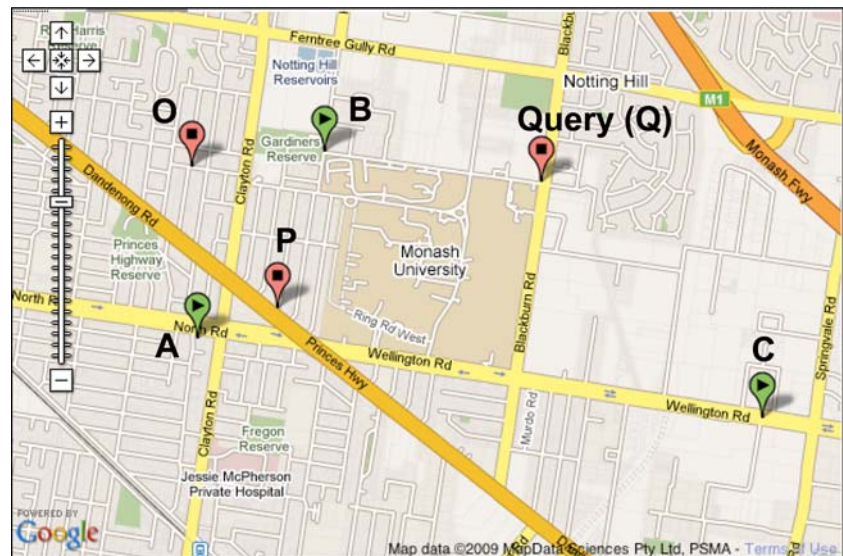 Ferntree Gully Rd
Notting Hill
Reservoirs
Notting Hill
M1
Monash Fwy
O
B
Query (Q)
Gardiners
Reserve
Clayton Rd
Dandenong Rd
Princes
Highway
Reserve
P
Monash
University
Blackburn Rd
Springvale Rd
North Rd
A
Ring Rd West
Wellington Rd
Princes Hwy
C
Wellington Rd
Murdo Rd
Clayton Rd
Fregon
Reserve
Jessie McPherson
Private Hospital
POWERED BY
Google
Map data ©2009 MapData Sciences Pty Ltd, PSMA - Terms of Use